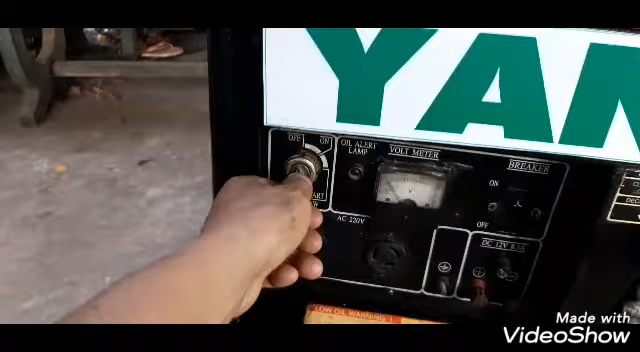 YAN
OFF
ON
OIL ALERT
LAMP
VOLT METER
BREAKER
ON
OFF
AC 220V
DC 12V 8.3A
LOW OIL WARNING
Made with
VideoShow